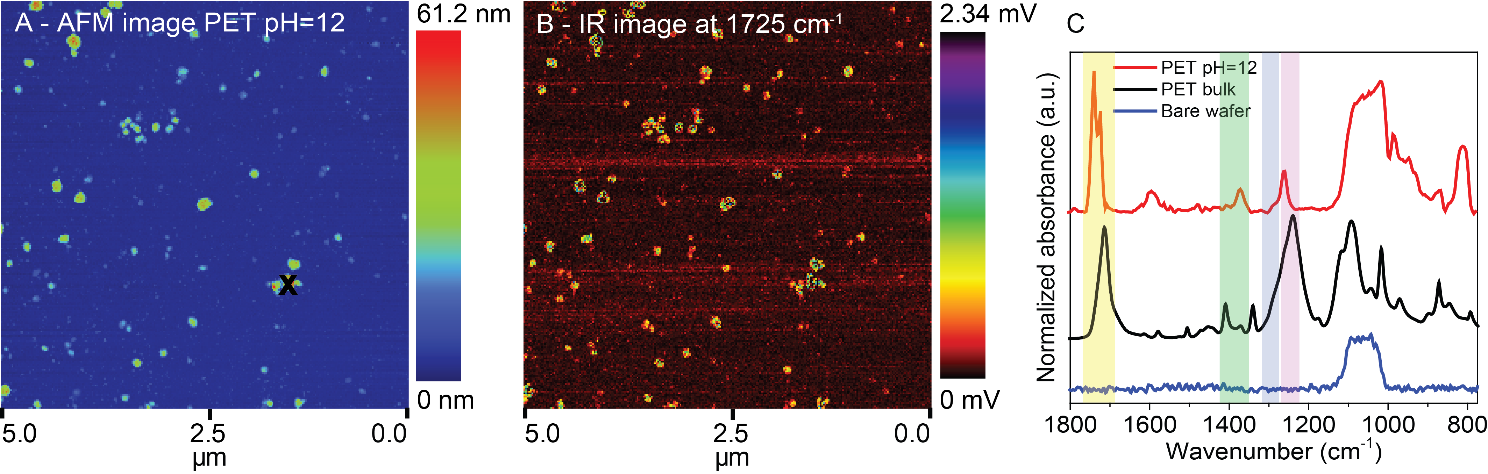 A - AFM image PET pH=12
61.2 nm
0 nm
5.0
2.5
0.0
µm
X
B - IR image at 1725 cm⁻¹
2.34 mV
0 mV
5.0
2.5
0.0
µm
C
PET pH=12
PET bulk
Bare wafer
Normalized absorbance (a.u.)
1800 1600 1400 1200 1000 800
Wavenumber (cm⁻¹)